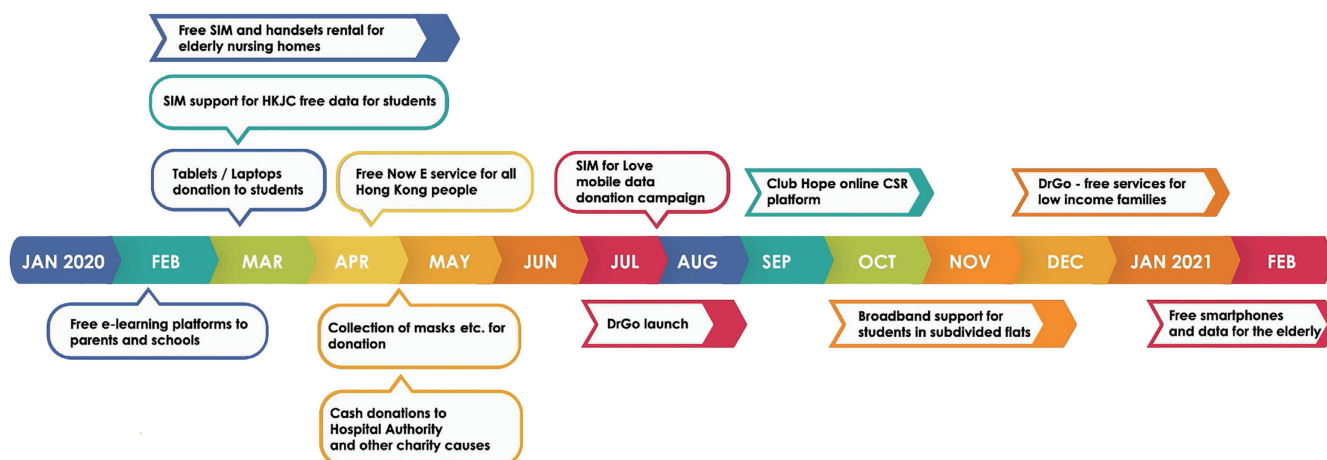 Free SIM and handsets rental for
elderly nursing homes
SIM support for HKJC free data for students
Tablets / Laptops
donation to students
Free Now E service for all
Hong Kong people
SIM for Love
mobile data
donation campaign
Club Hope online CSR
platform
DrGo - free services for
low income families
JAN 2020
FEB
MAR
APR
MAY
JUN
JUL
AUG
SEP
OCT
NOV
DEC
JAN 2021
FEB
Free e-learning platforms to
parents and schools
Collection of masks etc. for
donation
DrGo launch
Broadband support for
students in subdivided flats
Free smartphones
and data for the elderly
Cash donations to
Hospital Authority
and other charity causes